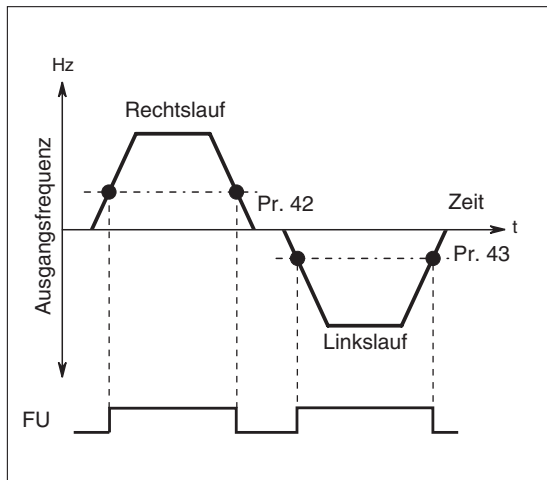 Hz
Rechtslauf
Ausgangsfrequenz
Pr. 42
Zeit
t
Pr. 43
Linkslauf
FU